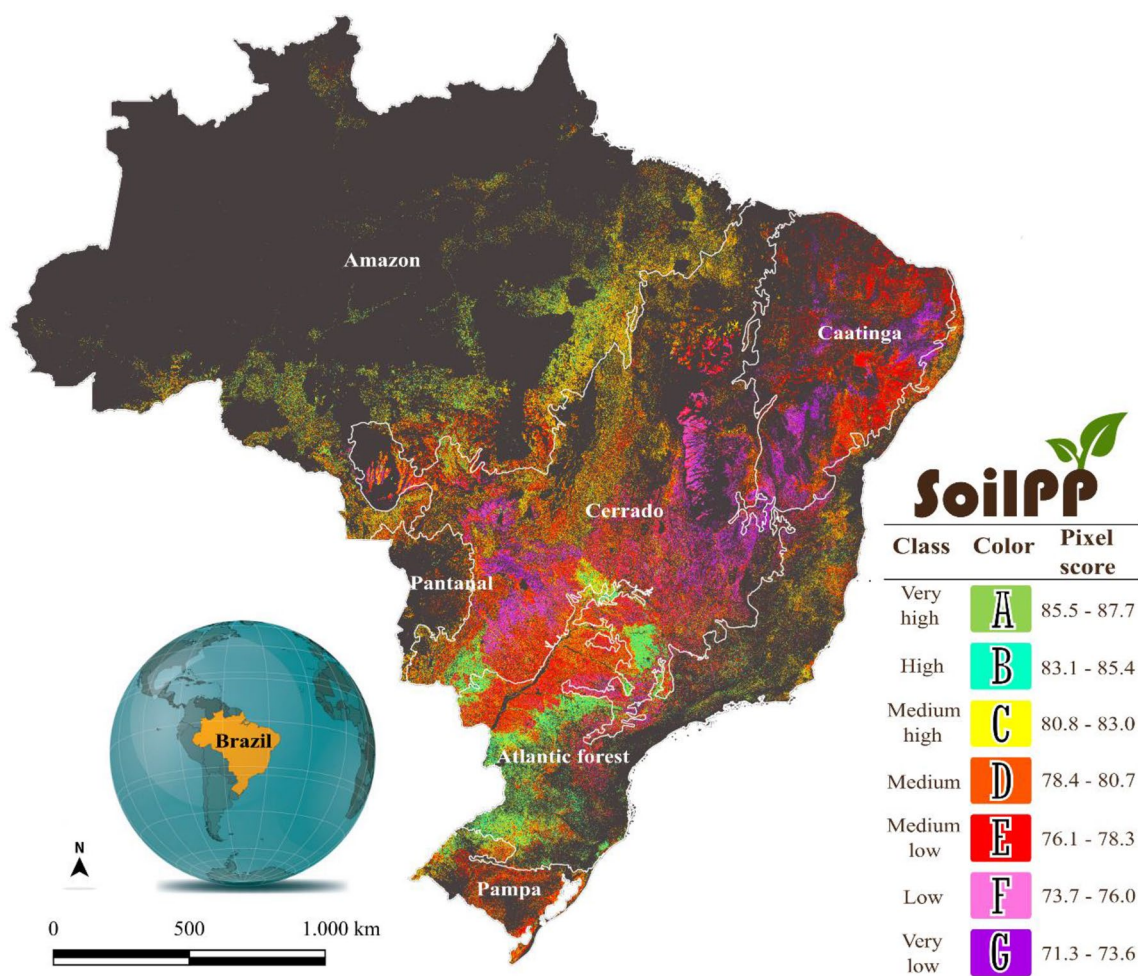 Amazon
Caatinga
Cerrado
Pantanal
Atlantic forest
Pampa
Brazil
N
0 500 1.000 km
SoilPP
Class Color Pixel score
Very high A 85.5 - 87.7
High B 83.1 - 85.4
Medium high C 80.8 - 83.0
Medium D 78.4 - 80.7
Medium low E 76.1 - 78.3
Low F 73.7 - 76.0
Very low G 71.3 - 73.6